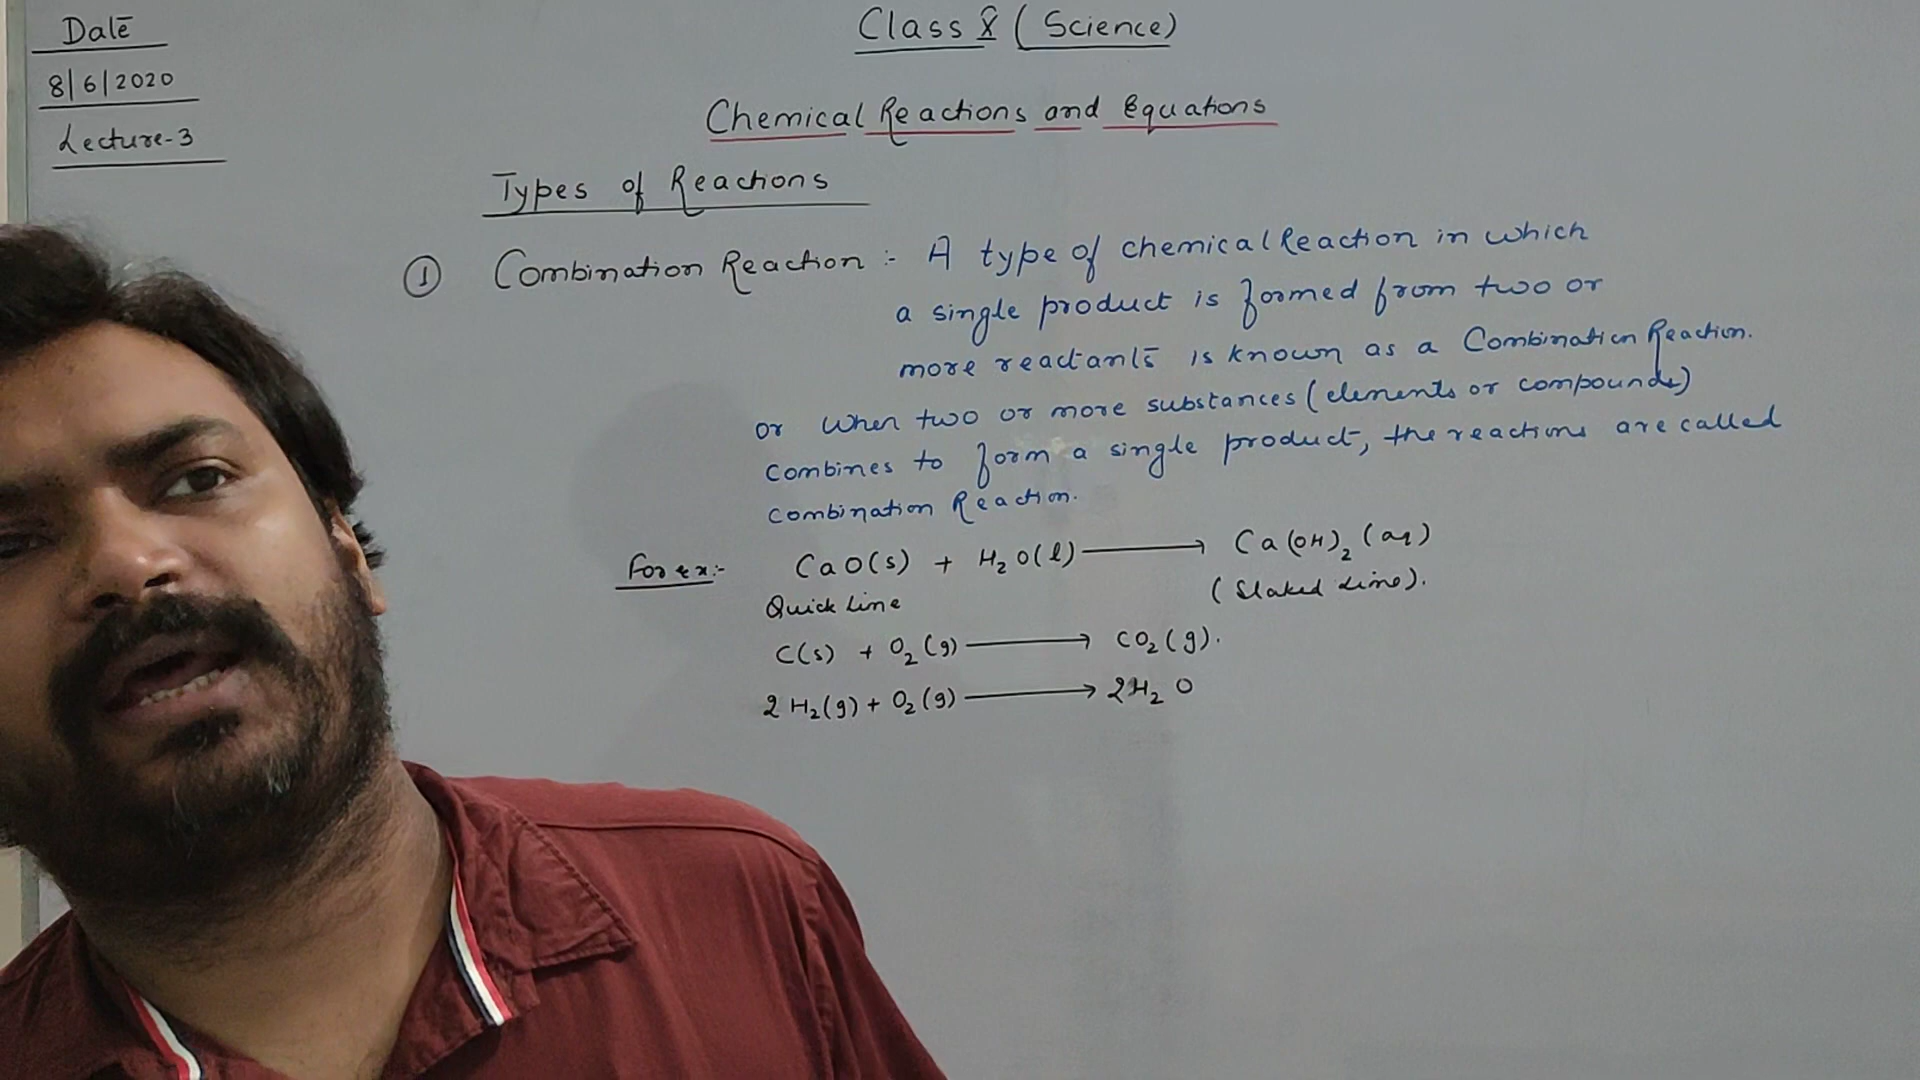 Date
8/6/2020
Lecture-3
Class X (Science)
Chemical Reactions and Equations
Types of Reactions
① Combination Reaction :- A type of chemical Reaction in which
a single product is formed from two or
more reactants is known as a Combination Reaction.
or when two or more substances (elements or compounds)
combines to form a single product, the reactions are called
combination Reaction.
For ex:- CaO(s) + H₂O(l) ⟶ Ca(OH)₂(aq)
Quick Lime (Slaked Lime).
C(s) + O₂(g) ⟶ CO₂(g).
2H₂(g) + O₂(g) ⟶ 2H₂O